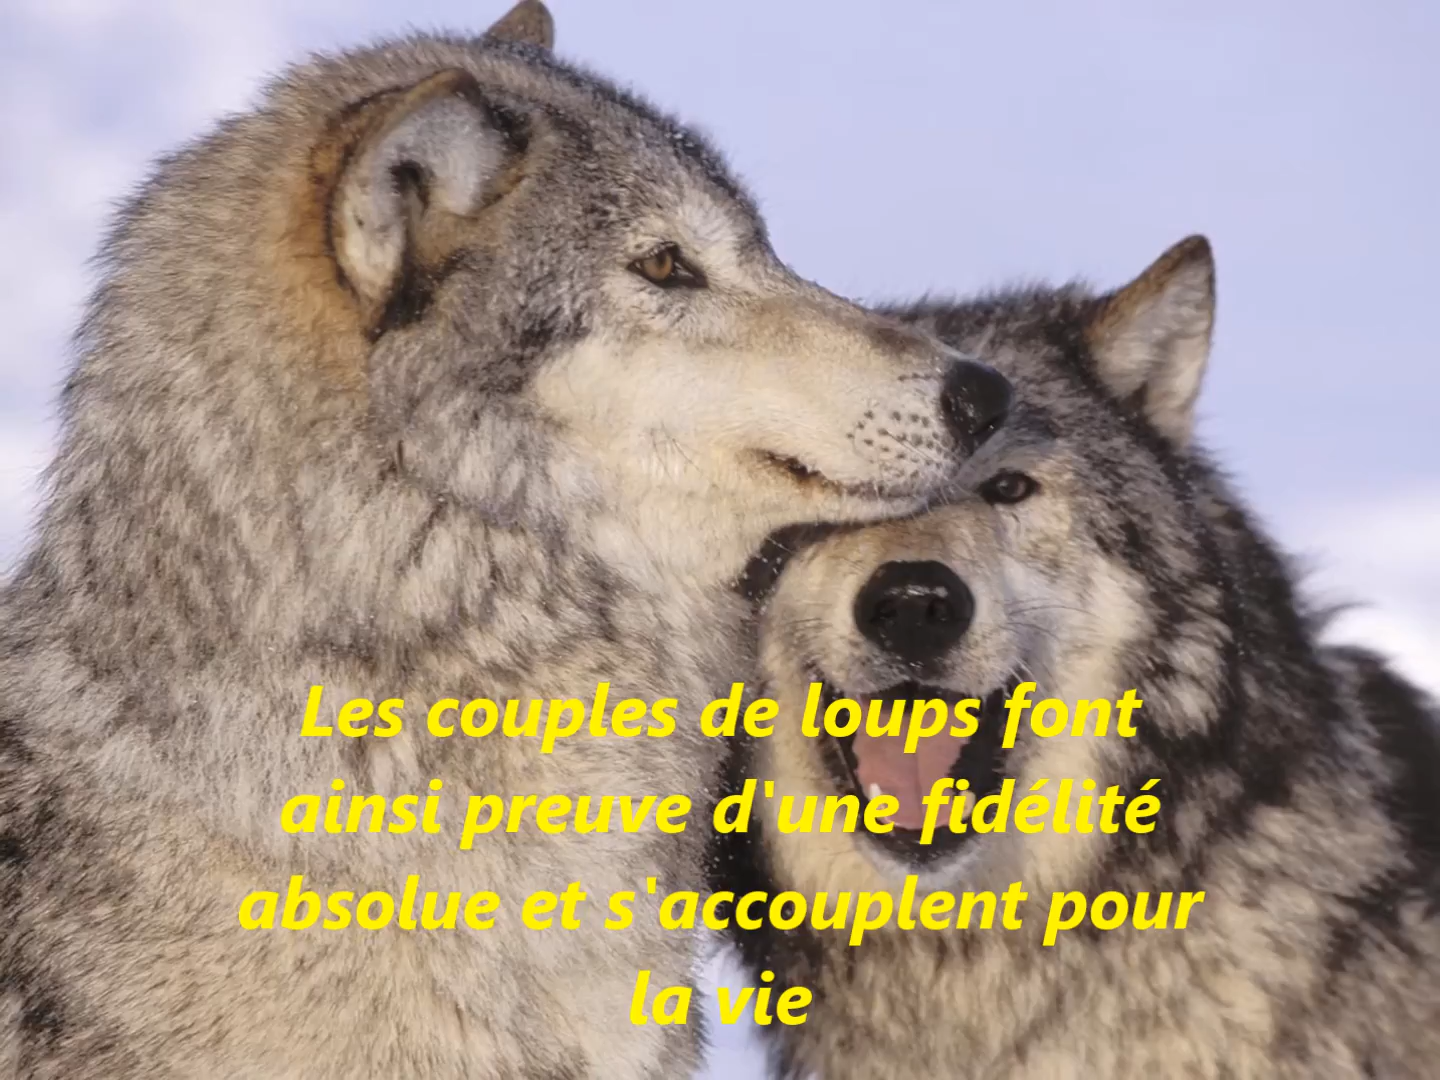 Les couples de loups font
ainsi preuve d'une fidélité
absolue et s'accouplent pour
la vie